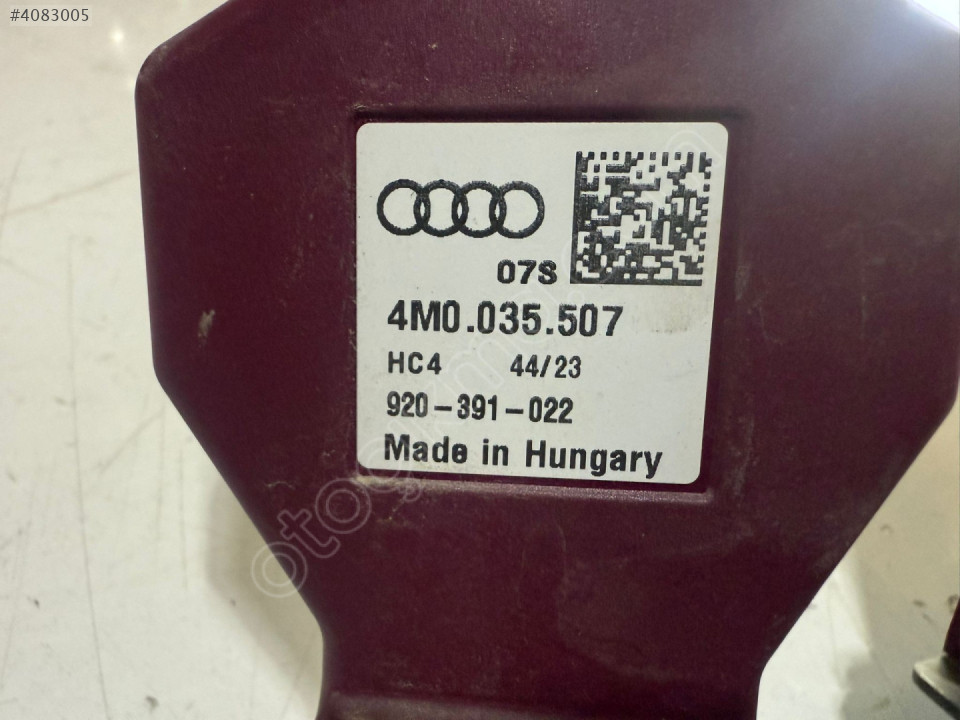 #4083005
07S
4M0.035.507
HC4 44/23
920-391-022
Made in Hungary